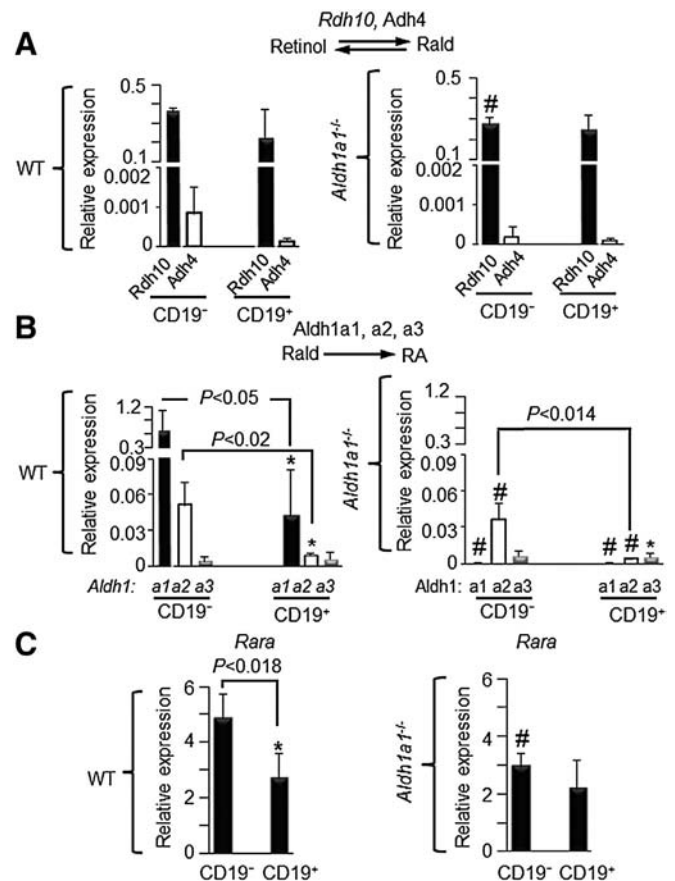 A
Rdh10, Adh4
Retinol Rald
WT
Relative expression
0.5
0.1
0.002
0.001
0
Rdh10 Adh4 Rdh10 Adh4
CD19⁻ CD19⁺
Aldh1a1⁻/⁻
Relative expression
0.5
#
0.1
0.002
0.001
0
Rdh10 Adh4 Rdh10 Adh4
CD19⁻ CD19⁺
B
Aldh1a1, a2, a3
Rald RA
WT
Relative expression
1.2
P<0.05
0.3
P<0.02
0.09
*
0.06
0.03
*
0
Aldh1: a1 a2 a3 a1 a2 a3
CD19⁻ CD19⁺
Aldh1a1⁻/⁻
Relative expression
1.2
P<0.014
0.3
0.09
0.06
#
0.03
# # # *
0
Aldh1: a1 a2 a3 a1 a2 a3
CD19⁻ CD19⁺
C
Rara
P<0.018
WT
Relative expression
6
4
*
2
0
CD19⁻ CD19⁺
Rara
Aldh1a1⁻/⁻
Relative expression
6
4
#
2
0
CD19⁻ CD19⁺